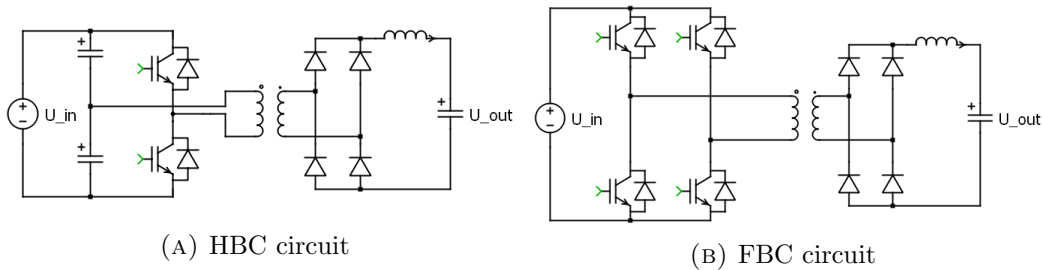 U_in
U_out
(A) HBC circuit
U_in
U_out
(B) FBC circuit